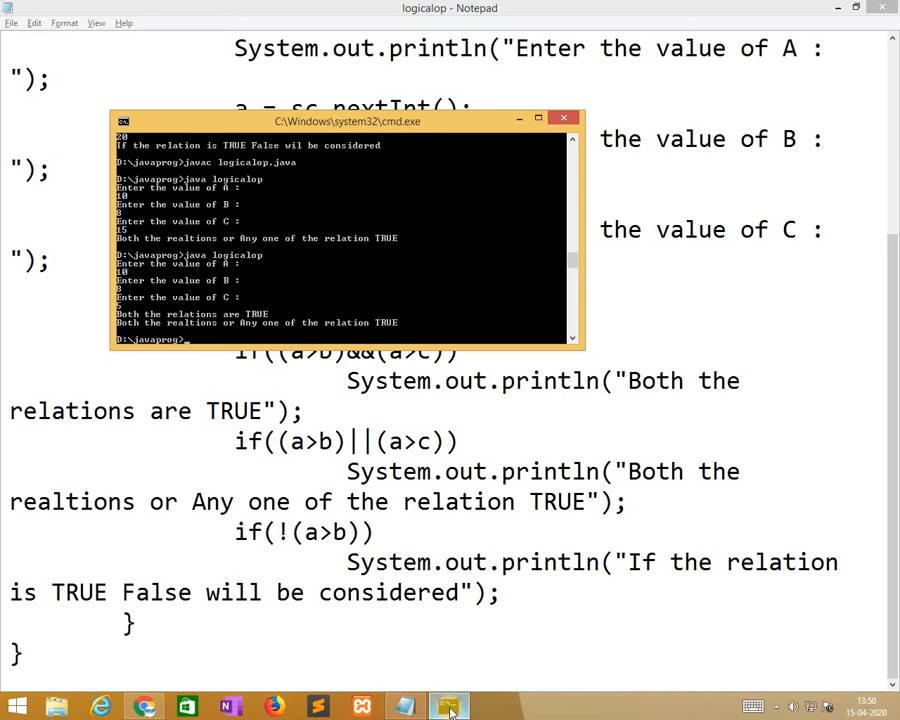 logicalop - Notepad
File Edit Format View Help
System.out.println("Enter the value of A :
");
a = sc.nextInt();
C:\Windows\system32\cmd.exe
20
If the relation is TRUE False wil be considered
D:\javaprog>javac logicalop.java
D:\javaprog>java logicalop
Enter the value of A :
10
Enter the value of B :
8
Enter the value of C :
15
Both the realtions or Any one of the relation TRUE
D:\javaprog>java logicalop
Enter the value of A :
10
Enter the value of B :
8
Enter the value of C :
5
Both the relations are TRUE
Both the realtions or Any one of the relation TRUE
D:\javaprog>_
the value of B :
");
the value of C :
");
if((a>b)&&(a>c))
System.out.println("Both the
relations are TRUE");
if((a>b)||(a>c))
System.out.println("Both the
realtions or Any one of the relation TRUE");
if(!(a>b))
System.out.println("If the relation
is TRUE False will be considered");
}
}
13:50
15-04-2020